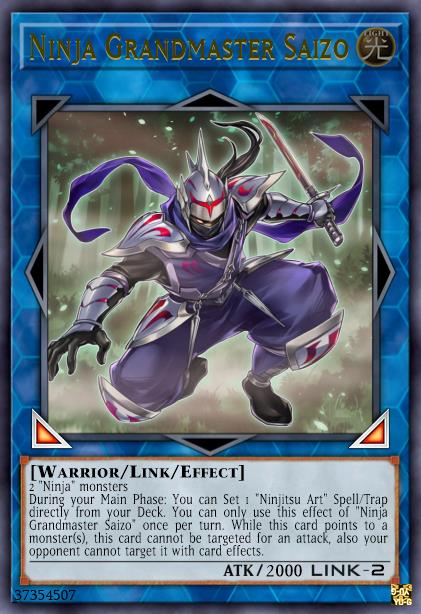 NINJA GRANDMASTER SAIZO
LIGHT
光
[WARRIOR/LINK/EFFECT]
2 "Ninja" monsters
During your Main Phase: You can Set 1 "Ninjitsu Art" Spell/Trap
directly from your Deck. You can only use this effect of "Ninja
Grandmaster Saizo" once per turn. While this card points to a
monster(s), this card cannot be targeted for an attack, also your
opponent cannot target it with card effects.
ATK/2000 LINK-2
37354507